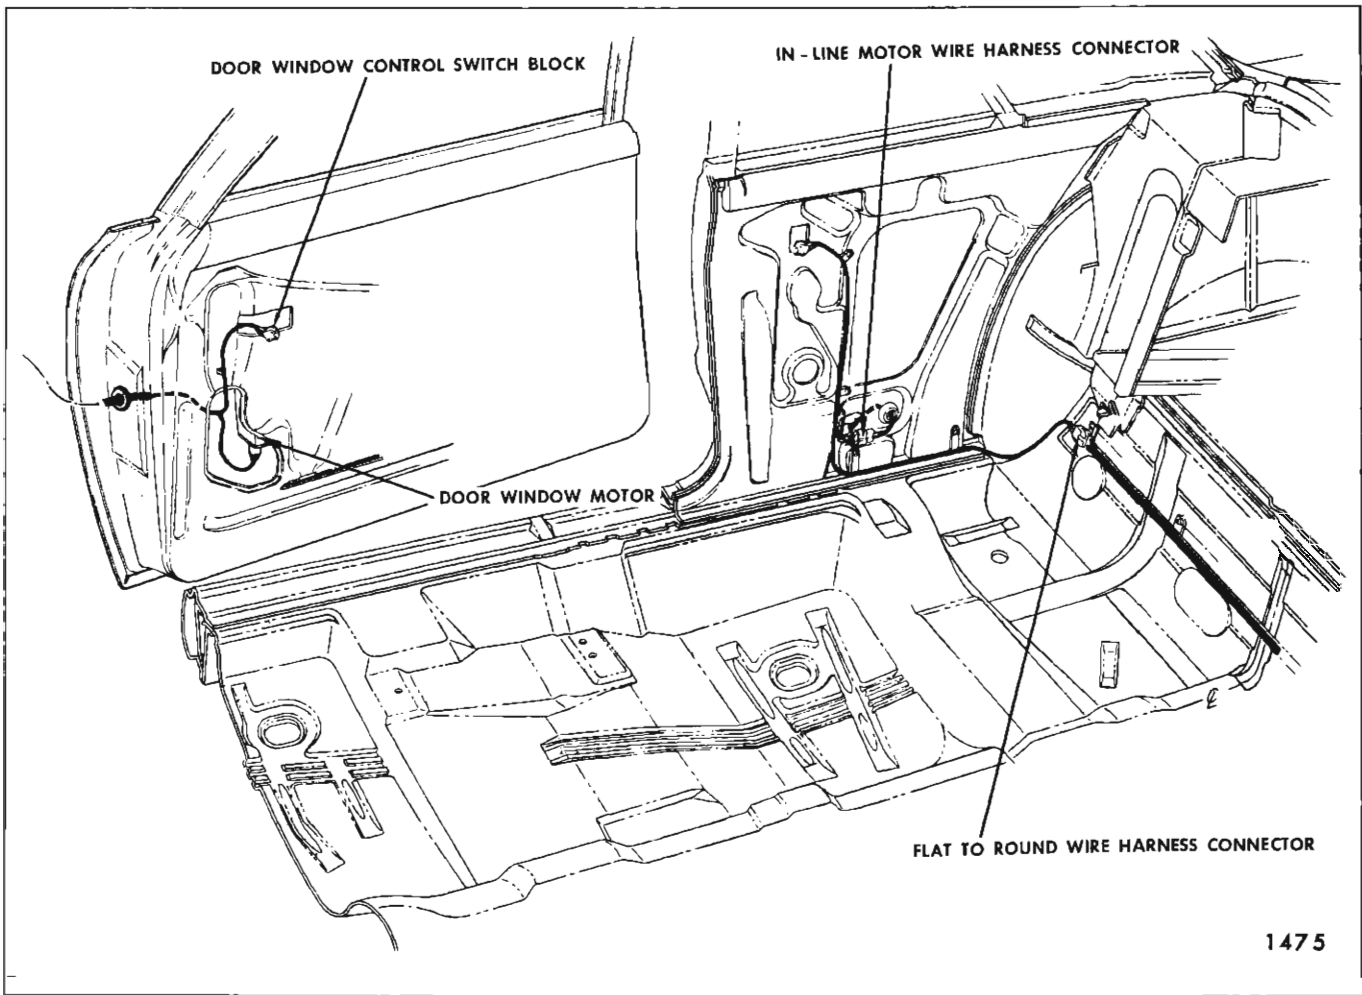 DOOR WINDOW CONTROL SWITCH BLOCK
IN-LINE MOTOR WIRE HARNESS CONNECTOR
DOOR WINDOW MOTOR
FLAT TO ROUND WIRE HARNESS CONNECTOR
℄
1475